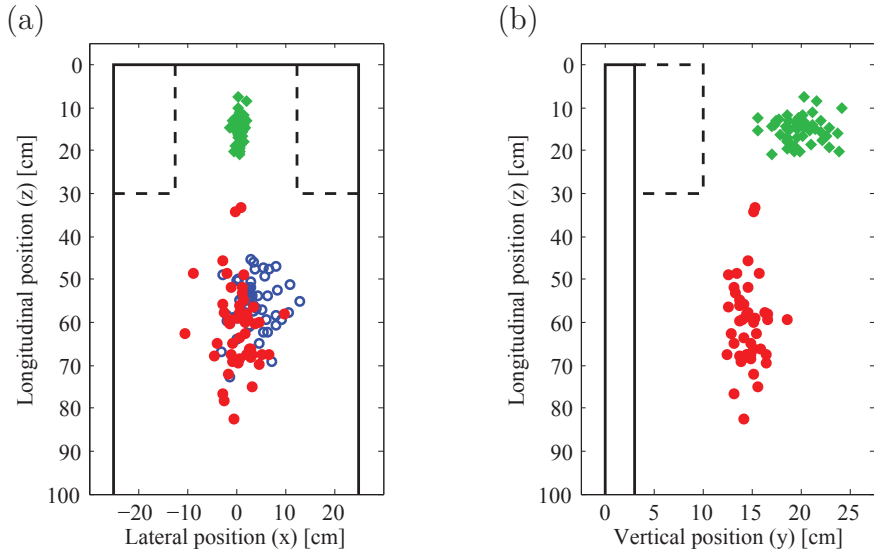 (a)
Longitudinal position (z) [cm]
0
10
20
30
40
50
60
70
80
90
100
−20 −10 0 10 20
Lateral position (x) [cm]
(b)
Longitudinal position (z) [cm]
0
10
20
30
40
50
60
70
80
90
100
0 5 10 15 20 25
Vertical position (y) [cm]